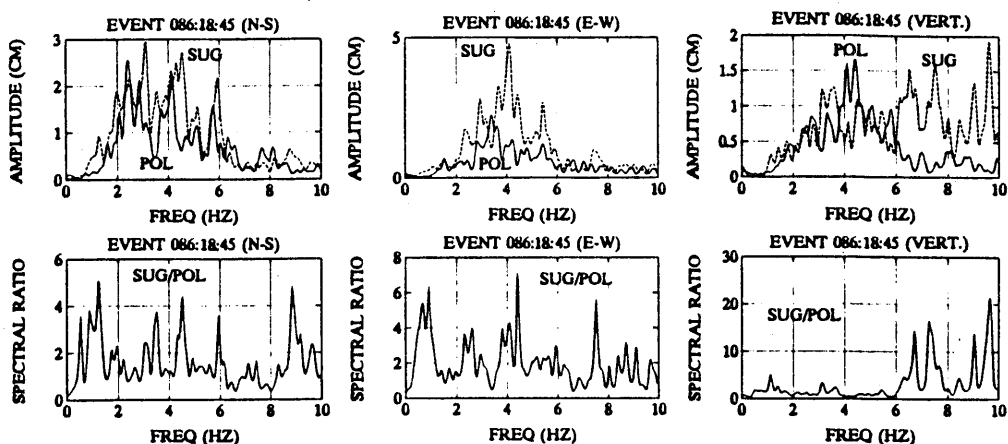 EVENT 086:18:45 (N-S)
AMPLITUDE (CM)
3
2
1
0
SUG
POL
0 2 4 6 8 10
FREQ (HZ)
EVENT 086:18:45 (E-W)
AMPLITUDE (CM)
5
0
SUG
POL
0 2 4 6 8 10
FREQ (HZ)
EVENT 086:18:45 (VERT.)
AMPLITUDE (CM)
2
1.5
1
0.5
0
POL
SUG
0 2 4 6 8 10
FREQ (HZ)
EVENT 086:18:45 (N-S)
SPECTRAL RATIO
6
4
2
0
SUG/POL
0 2 4 6 8 10
FREQ (HZ)
EVENT 086:18:45 (E-W)
SPECTRAL RATIO
8
6
4
2
0
SUG/POL
0 2 4 6 8 10
FREQ (HZ)
EVENT 086:18:45 (VERT.)
SPECTRAL RATIO
30
20
10
0
SUG/POL
0 2 4 6 8 10
FREQ (HZ)